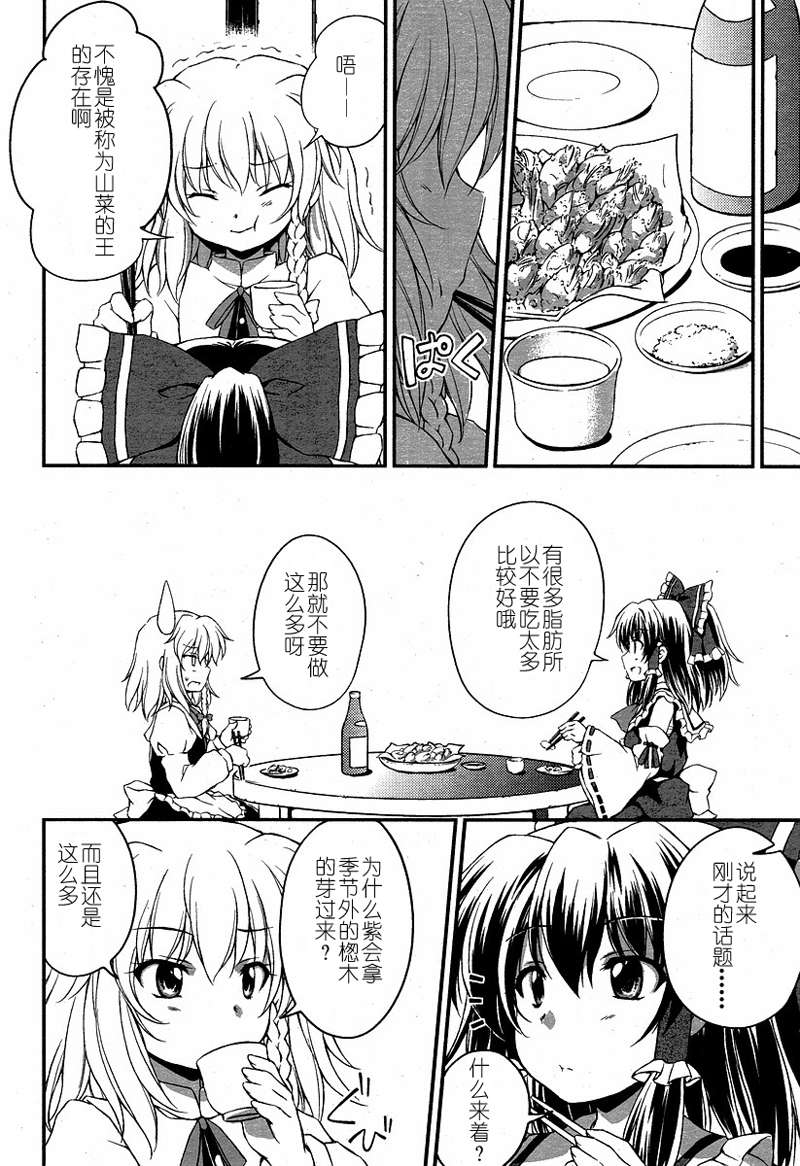 ぱく
唔——
不愧是被称为山菜的王
的存在啊
有很多脂肪所
以不要吃太多
比较好哦
那就不要做
这么多呀
说起来
刚才的话题
……
什么来着？
为什么紫会拿
季节外的楤木
的芽过来？
而且还是
这么多